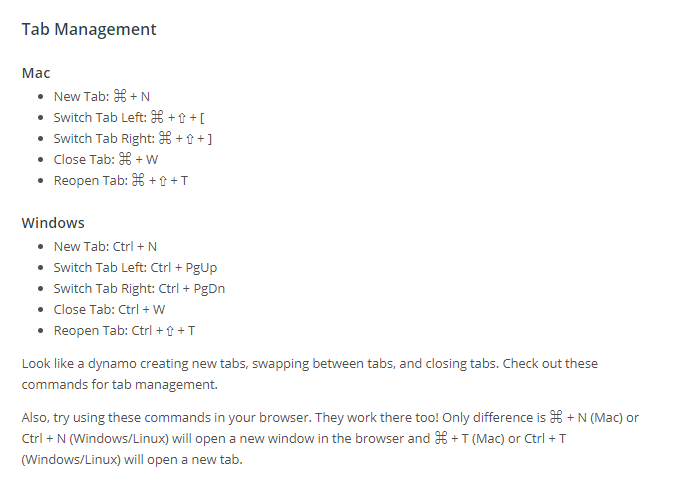 Tab Management
Mac
• New Tab: ⌘ + N
• Switch Tab Left: ⌘ + ⇧ + [
• Switch Tab Right: ⌘ + ⇧ + ]
• Close Tab: ⌘ + W
• Reopen Tab: ⌘ + ⇧ + T
Windows
• New Tab: Ctrl + N
• Switch Tab Left: Ctrl + PgUp
• Switch Tab Right: Ctrl + PgDn
• Close Tab: Ctrl + W
• Reopen Tab: Ctrl + ⇧ + T
Look like a dynamo creating new tabs, swapping between tabs, and closing tabs. Check out these
commands for tab management.
Also, try using these commands in your browser. They work there too! Only difference is ⌘ + N (Mac) or
Ctrl + N (Windows/Linux) will open a new window in the browser and ⌘ + T (Mac) or Ctrl + T
(Windows/Linux) will open a new tab.